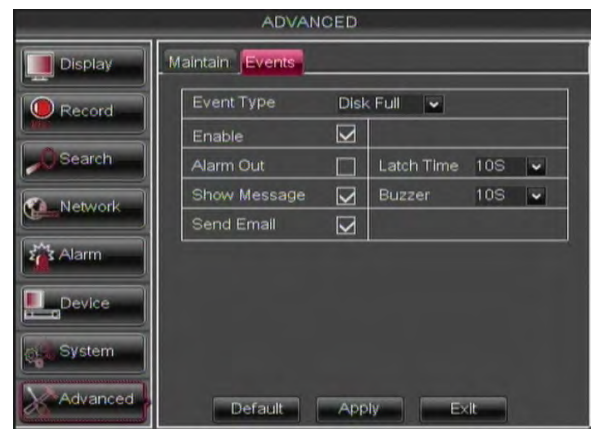 ADVANCED
Display
Record
Search
Network
Alarm
Device
System
Advanced
Maintain Events
Event Type Disk Full
Enable
Alarm Out Latch Time 10S
Show Message Buzzer 10S
Send Email
Default Apply Exit